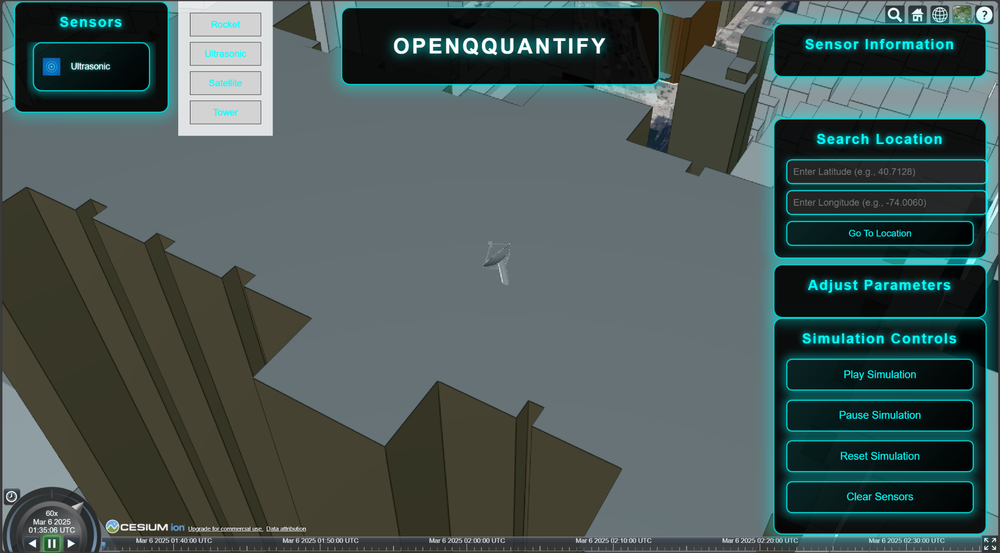 Sensors
Ultrasonic
Rocket
Ultrasonic
Satellite
Tower
OPENQQUANTIFY
?
Sensor Information
Search Location
Enter Latitude (e.g., 40.7128)
Enter Longitude (e.g., -74.0060)
Go To Location
Adjust Parameters
Simulation Controls
Play Simulation
Pause Simulation
Reset Simulation
Clear Sensors
60x
Mar 6 2025
01:35:06 UTC
CESIUM ion
Upgrade for commercial use. Data attribution
Mar 6 2025 01:40:00 UTC
Mar 6 2025 01:50:00 UTC
Mar 6 2025 02:00:00 UTC
Mar 6 2025 02:10:00 UTC
Mar 6 2025 02:20:00 UTC
Mar 6 2025 02:30:00 UTC